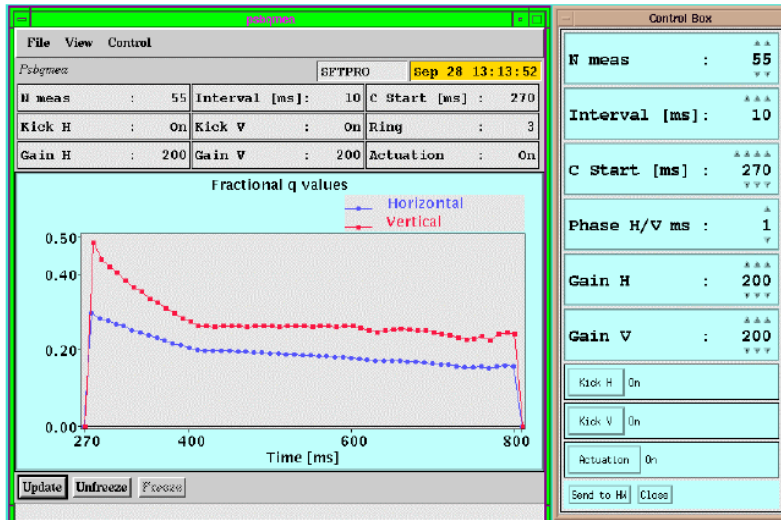 psbqmen
File View Control
Psbqmea SFTPRO Sep 28 13:13:52
N meas : 55 Interval [ms]: 10 C Start [ms] : 270
Kick H : On Kick V : On Ring : 3
Gain H : 200 Gain V : 200 Actuation : On
Fractional q values
Horizontal
Vertical
0.50
0.40
0.20
0.00
270 400 600 800
Time [ms]
Update Unfreeze Freeze
Control Box
N meas : 55
Interval [ms]: 10
C Start [ms] : 270
Phase H/V ms : 1
Gain H : 200
Gain V : 200
Kick H On
Kick V On
Actuation On
Send to HW Close